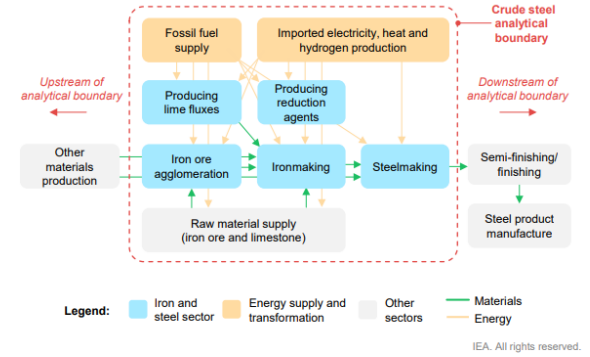 Crude steel
analytical
boundary
Fossil fuel
supply
Imported electricity, heat and
hydrogen production
Upstream of
analytical boundary
Producing
lime fluxes
Producing
reduction
agents
Downstream of
analytical boundary
Other
materials
production
Iron ore
agglomeration
Ironmaking
Steelmaking
Semi-finishing/
finishing
Raw material supply
(iron ore and limestone)
Steel product
manufacture
Legend:
Iron and
steel sector
Energy supply and
transformation
Other
sectors
Materials
Energy
IEA. All rights reserved.